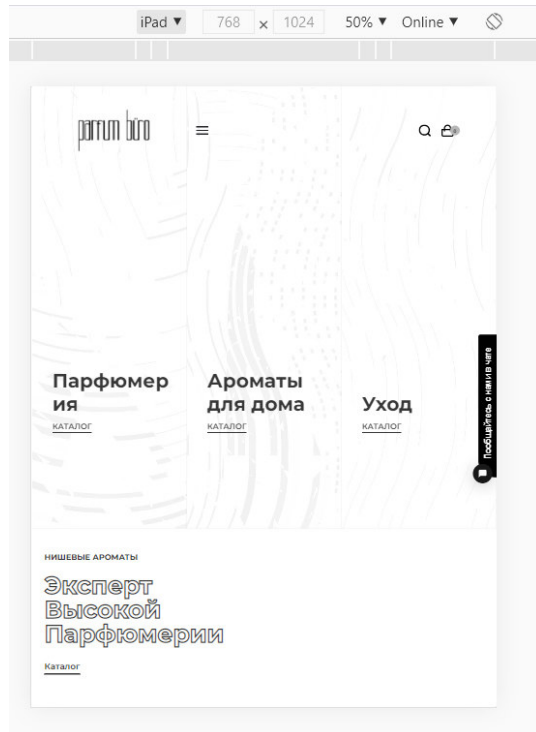 iPad ▼ 768 x 1024 50% ▼ Online ▼
parfum büro
Парфюмер
ия
КАТАЛОГ
Ароматы
для дома
КАТАЛОГ
Уход
КАТАЛОГ
Пообщайтесь с нами в чате
НИШЕВЫЕ АРОМАТЫ
Эксперт
Высокой
Парфюмерии
Каталог